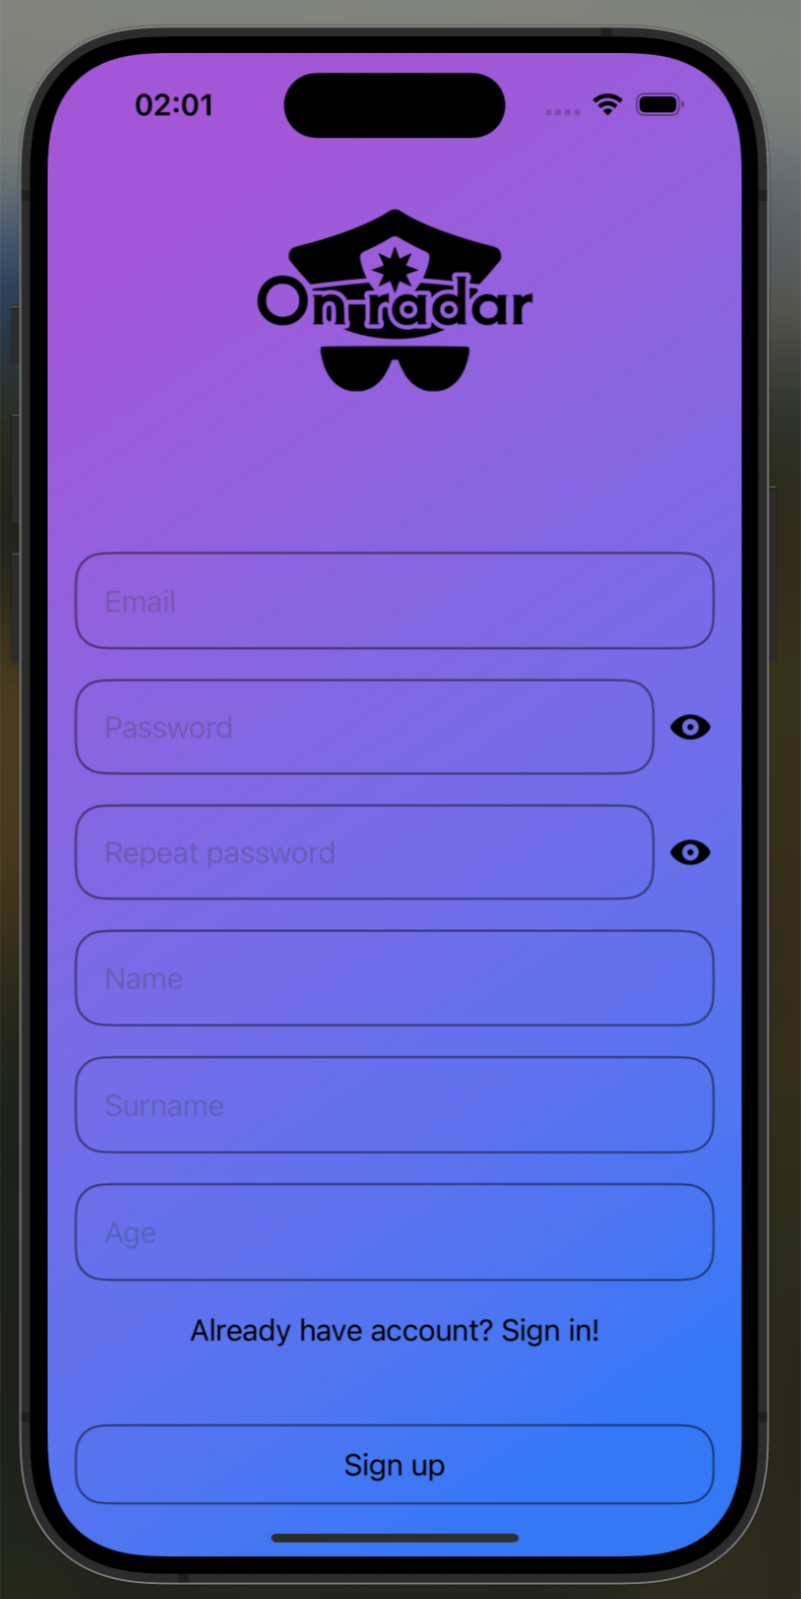 02:01
On radar
Email
Password
Repeat password
Name
Surname
Age
Already have account? Sign in!
Sign up